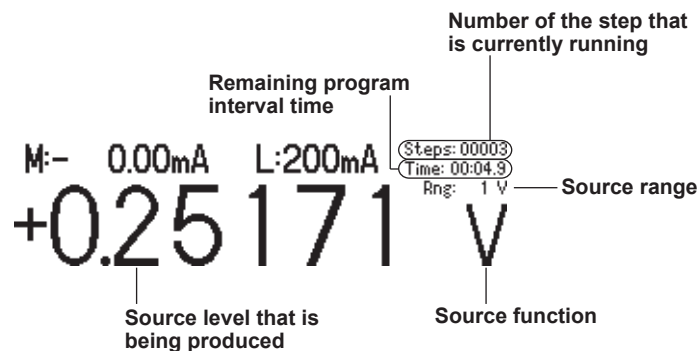 Number of the step that
is currently running
Remaining program
interval time
M:- 0.00mA L:200mA
Steps: 00003
Time: 00:04.9
Rng: 1 V
Source range
+0.25171 V
Source level that is
being produced
Source function